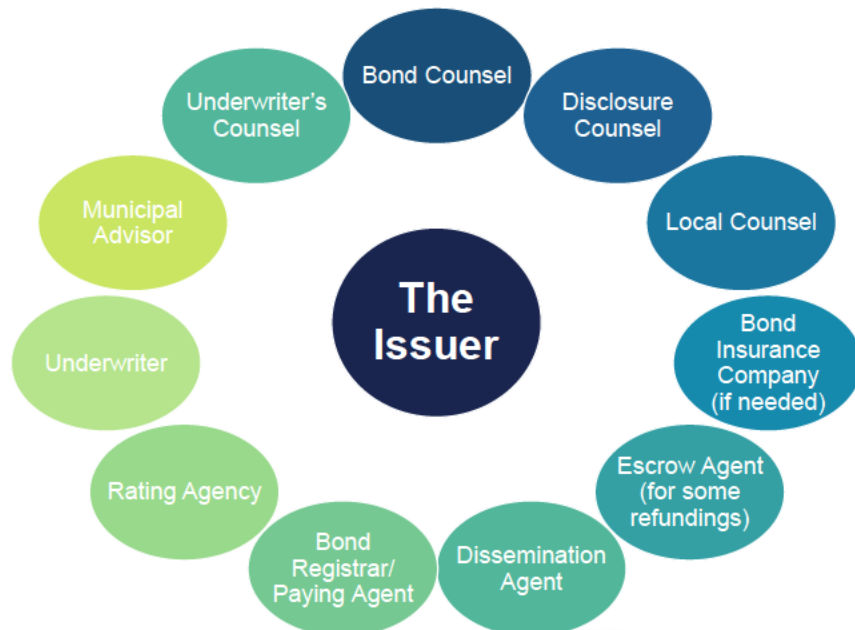 Bond Counsel
Underwriter's
Counsel
Disclosure
Counsel
Municipal
Advisor
Local Counsel
The
Issuer
Underwriter
Bond
Insurance
Company
(if needed)
Rating Agency
Escrow Agent
(for some
refundings)
Bond
Registrar/
Paying Agent
Dissemination
Agent